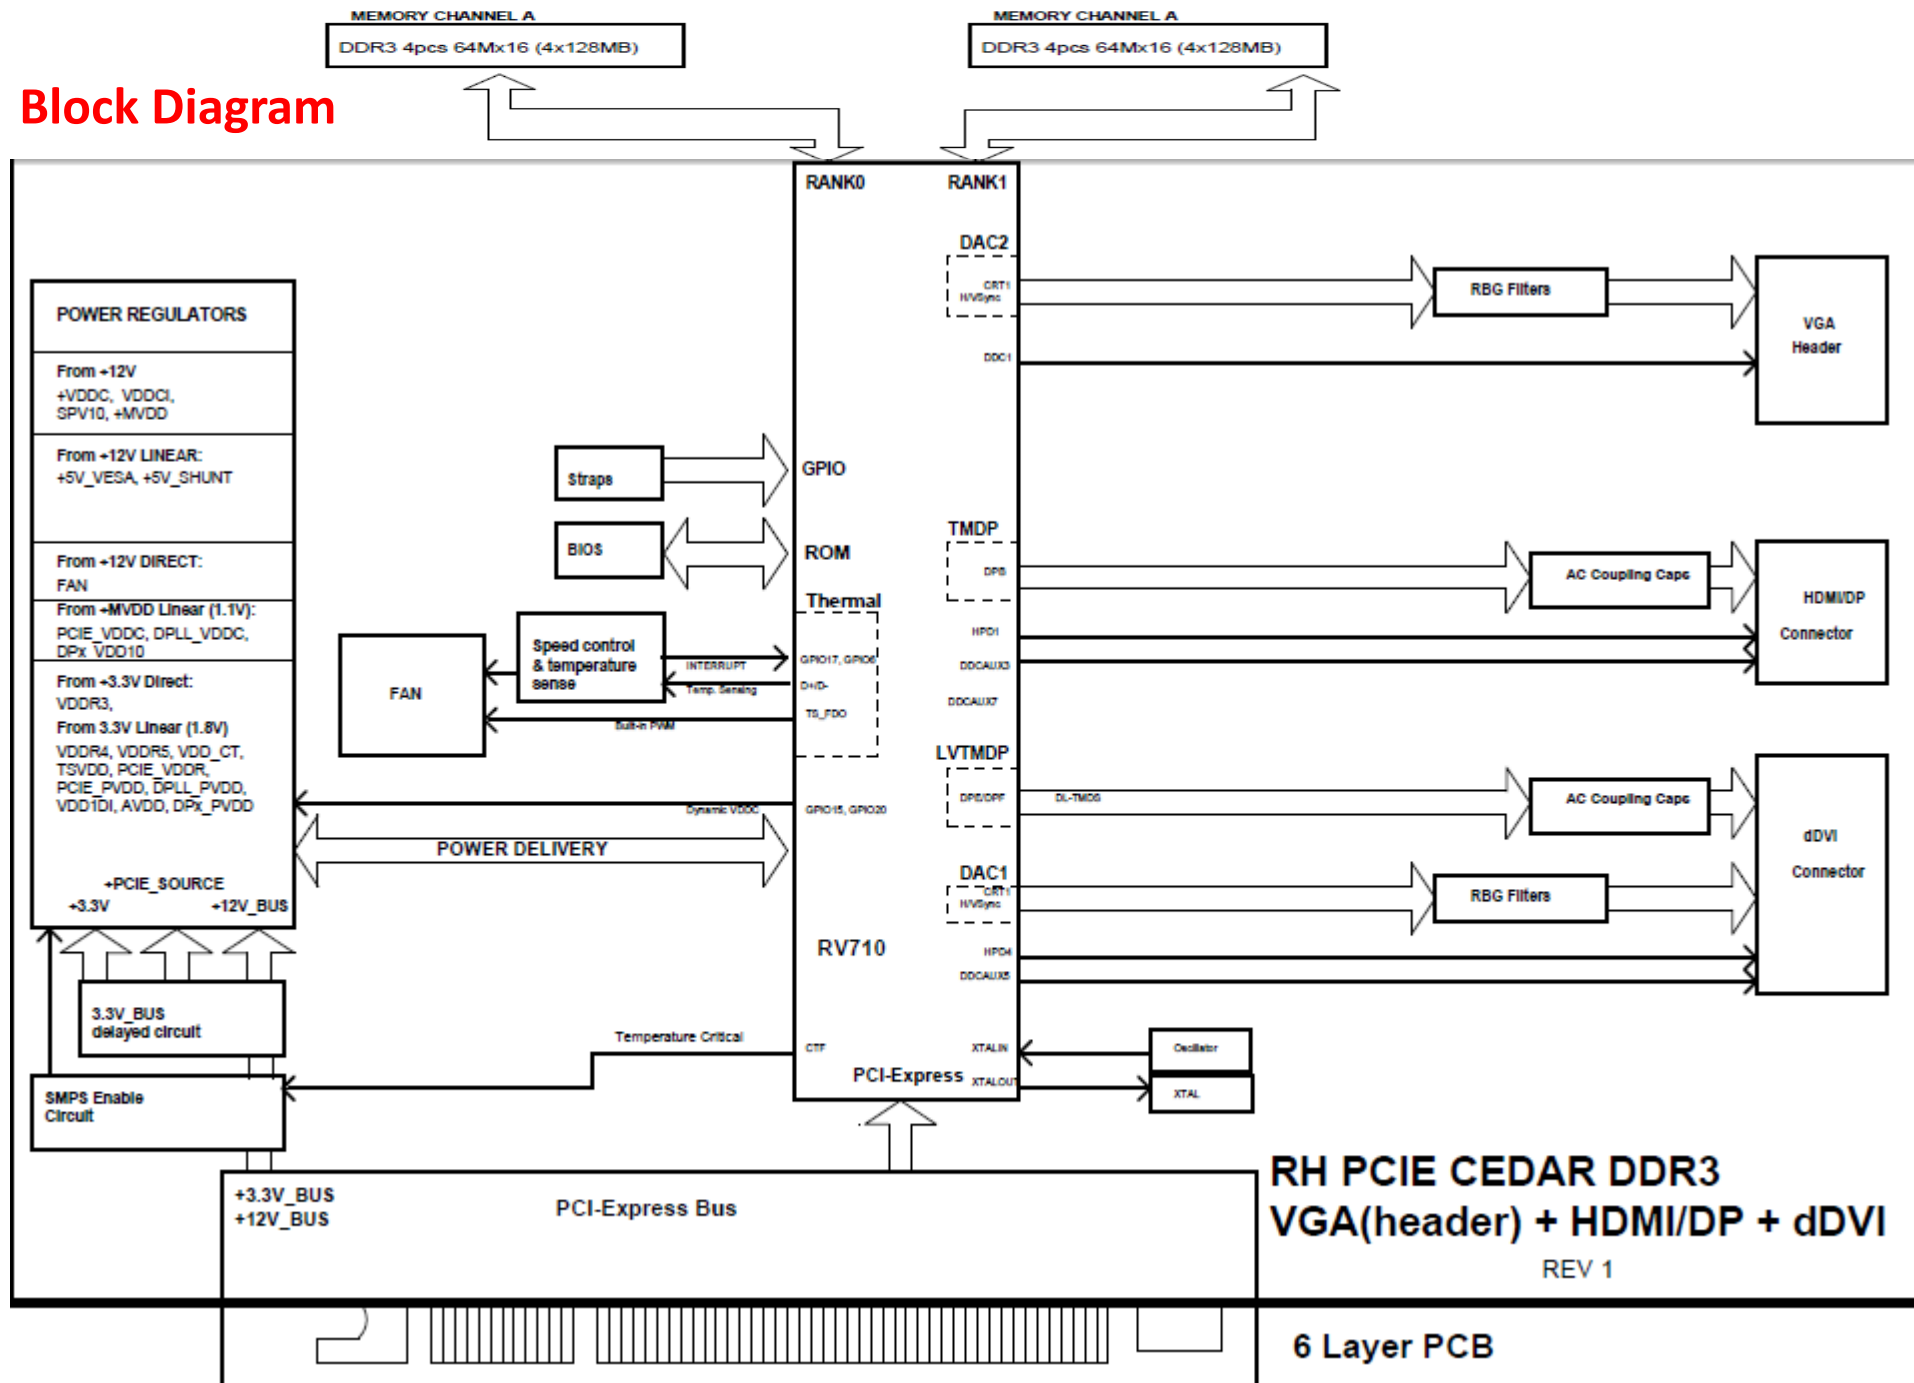 MEMORY CHANNEL A
DDR3 4pcs 64Mx16 (4x128MB)
MEMORY CHANNEL A
DDR3 4pcs 64Mx16 (4x128MB)
Block Diagram
RANK0
RANK1
DAC2
CRT1
H/VSync
DDC1
RBG Filters
VGA
Header
POWER REGULATORS
From +12V
+VDDC, VDDCI,
SPV10, +MVDD
From +12V LINEAR:
+5V_VESA, +5V_SHUNT
From +12V DIRECT:
FAN
From +MVDD Linear (1.1V):
PCIE_VDDC, DPLL_VDDC,
DPx_VDD10
From +3.3V Direct:
VDDR3,
From 3.3V Linear (1.8V)
VDDR4, VDDR5, VDD_CT,
TSVDD, PCIE_VDDR,
PCIE_PVDD, DPLL_PVDD,
VDD1DI, AVDD, DPx_PVDD
+PCIE_SOURCE
+3.3V
+12V_BUS
Straps
GPIO
BIOS
ROM
Thermal
FAN
Speed control
& temperature
sense
INTERRUPT
GPIO17, GPIO6
Temp. Sensing
D+/D-
Built-in PWM
TS_FDO
Dynamic VDDC
GPIO15, GPIO20
POWER DELIVERY
TMDP
DPB
HPD1
DDCAUX3
DDCAUX7
AC Coupling Caps
HDMI/DP
Connector
LVTMDP
DPE/DPF
DL-TMDS
AC Coupling Caps
dDVI
Connector
DAC1
CRT1
H/VSync
RBG Filters
RV710
HPD4
DDCAUX5
3.3V_BUS
delayed circuit
Temperature Critical
CTF
XTALIN
Oscillator
PCI-Express
XTALOUT
XTAL
SMPS Enable
Circuit
+3.3V_BUS
+12V_BUS
PCI-Express Bus
RH PCIE CEDAR DDR3
VGA(header) + HDMI/DP + dDVI
REV 1
6 Layer PCB